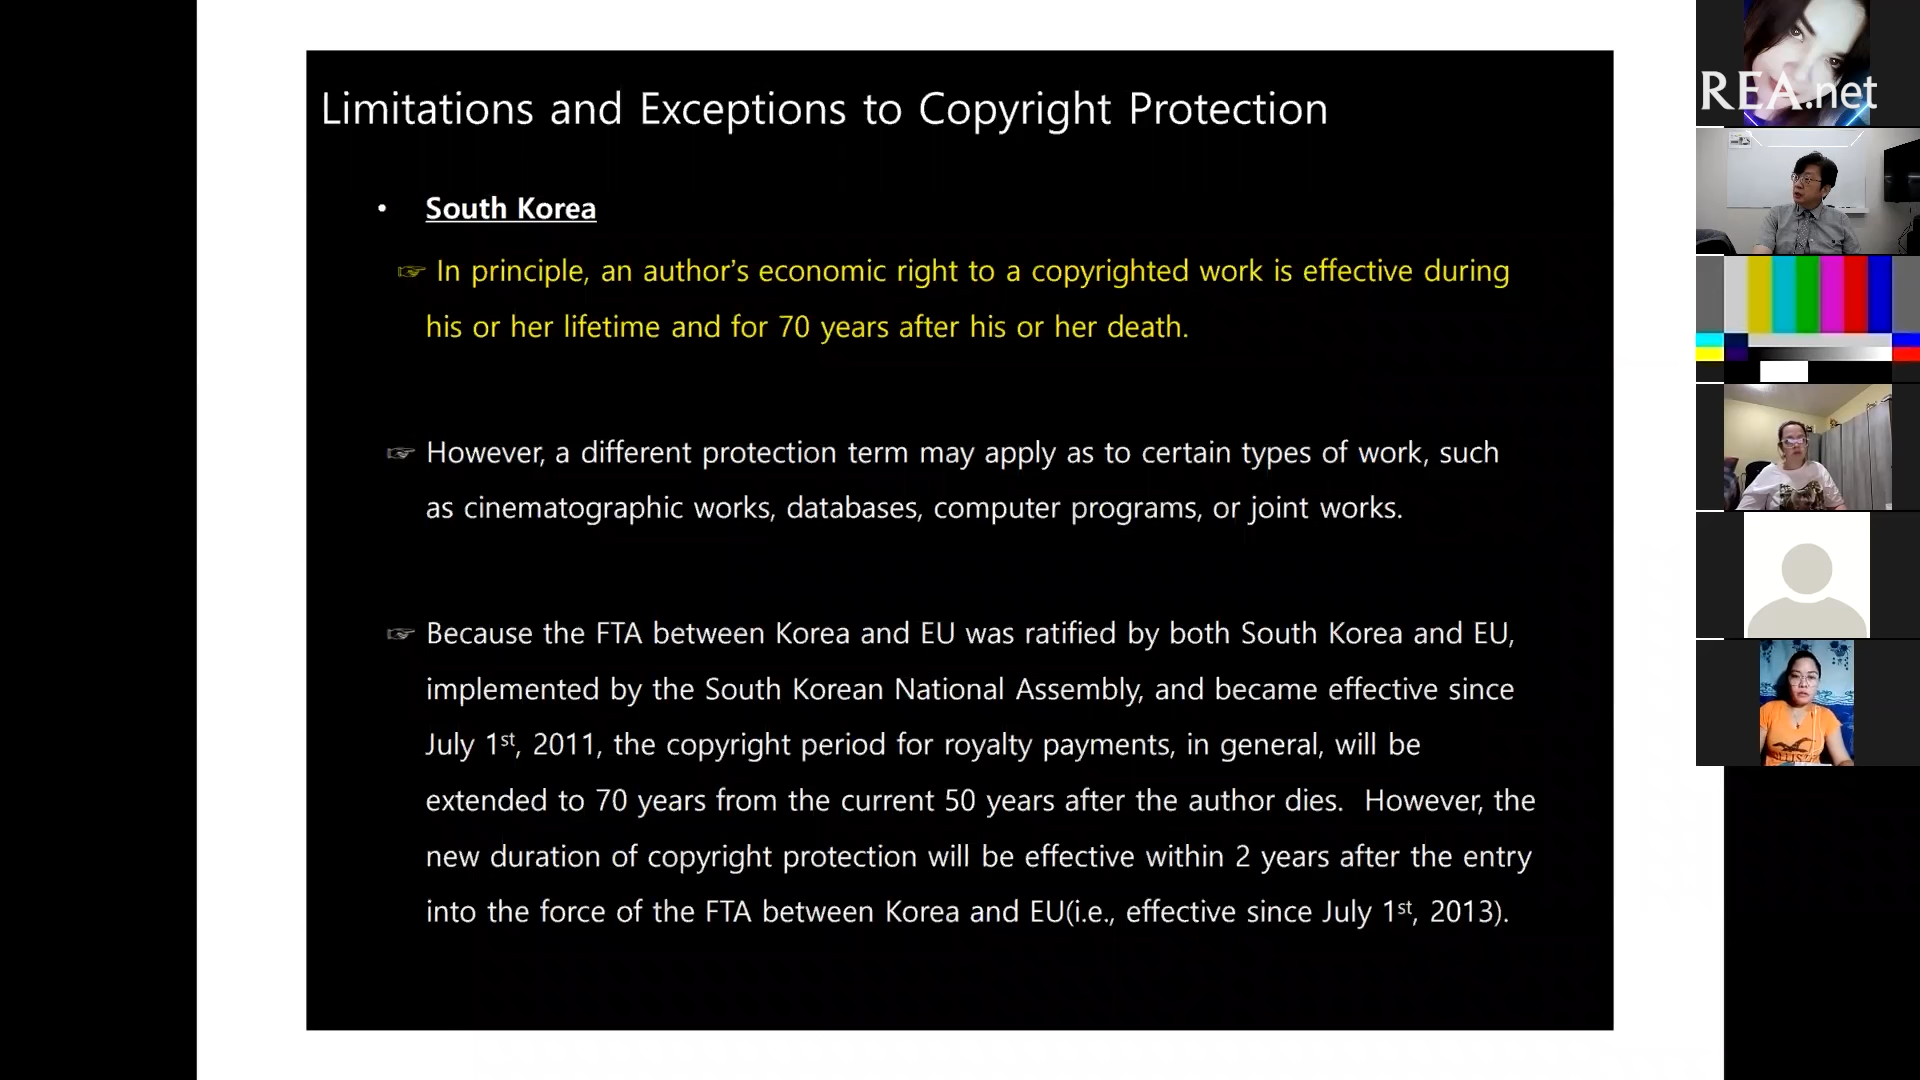 Limitations and Exceptions to Copyright Protection
REA.net
• South Korea
☞ In principle, an author’s economic right to a copyrighted work is effective during
his or her lifetime and for 70 years after his or her death.
☞ However, a different protection term may apply as to certain types of work, such
as cinematographic works, databases, computer programs, or joint works.
☞ Because the FTA between Korea and EU was ratified by both South Korea and EU,
implemented by the South Korean National Assembly, and became effective since
July 1st, 2011, the copyright period for royalty payments, in general, will be
extended to 70 years from the current 50 years after the author dies. However, the
new duration of copyright protection will be effective within 2 years after the entry
into the force of the FTA between Korea and EU(i.e., effective since July 1st, 2013).